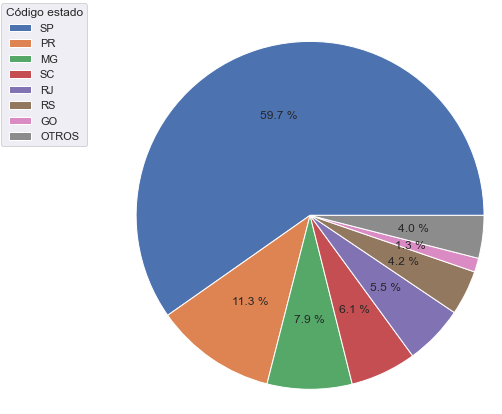 Código estado
SP
PR
MG
SC
RJ
RS
GO
OTROS
59.7 %
11.3 %
7.9 %
6.1 %
5.5 %
4.2 %
1.3 %
4.0 %